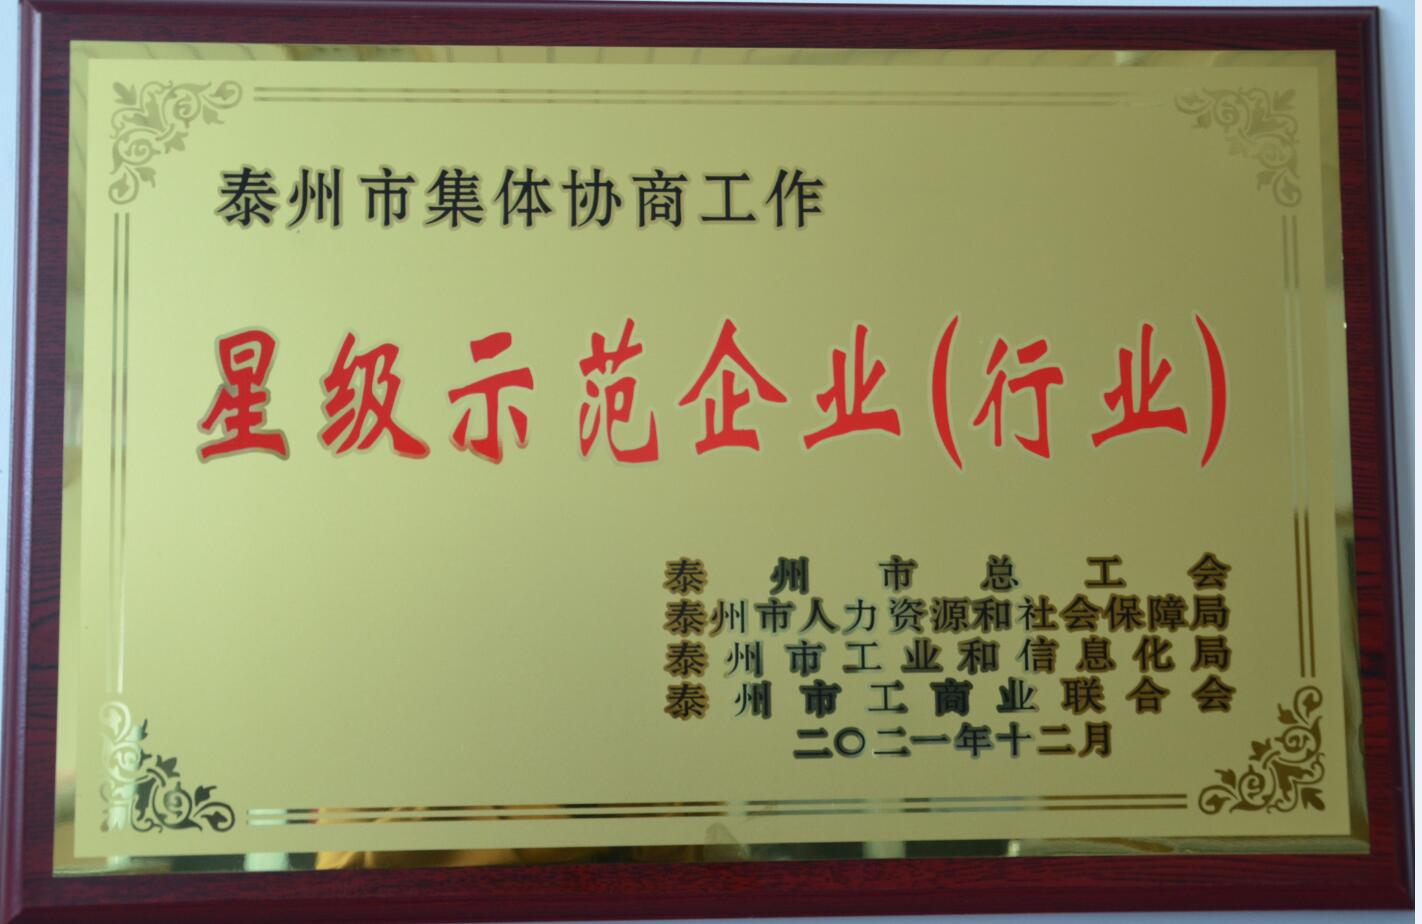 泰州市集体协商工作
星级示范企业(行业)
泰州市总工会
泰州市人力资源和社会保障局
泰州市工业和信息化局
泰州市工商业联合会
二〇二一年十二月